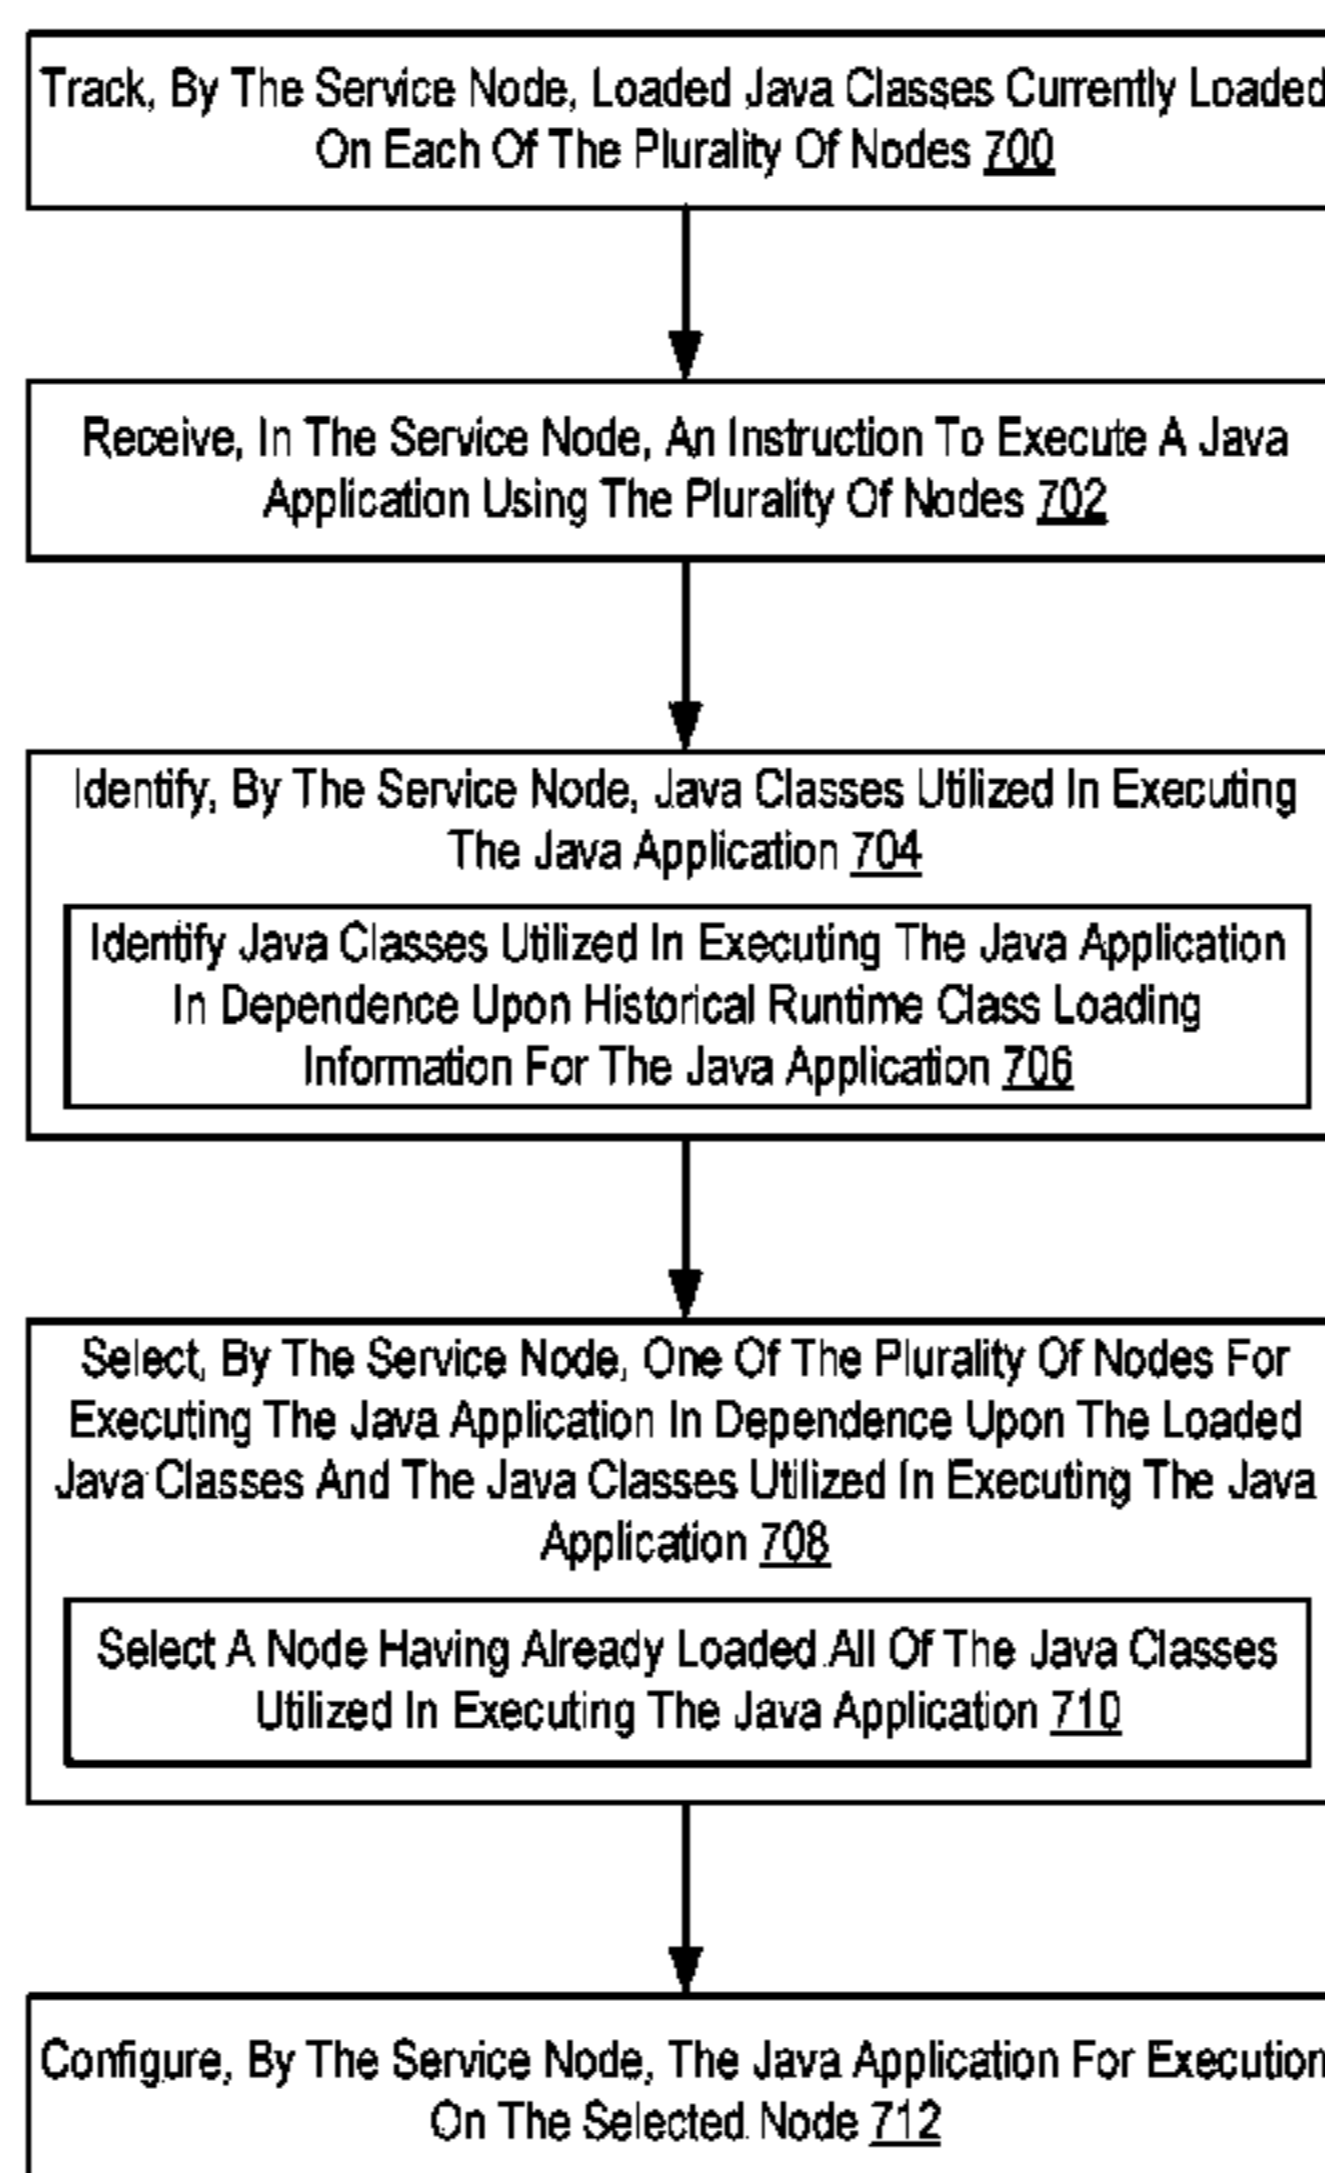 Track, By The Service Node, Loaded Java Classes Currently Loaded
On Each Of The Plurality Of Nodes 700
Receive, In The Service Node, An Instruction To Execute A Java
Application Using The Plurality Of Nodes 702
Identify, By The Service Node, Java Classes Utilized In Executing
The Java Application 704
Identify Java Classes Utilized In Executing The Java Application
In Dependence Upon Historical Runtime Class Loading
Information For The Java Application 706
Select, By The Service Node, One Of The Plurality Of Nodes For
Executing The Java Application In Dependence Upon The Loaded
Java Classes And The Java Classes Utilized In Executing The Java
Application 708
Select A Node Having Already Loaded All Of The Java Classes
Utilized In Executing The Java Application 710
Configure, By The Service Node, The Java Application For Execution
On The Selected Node 712